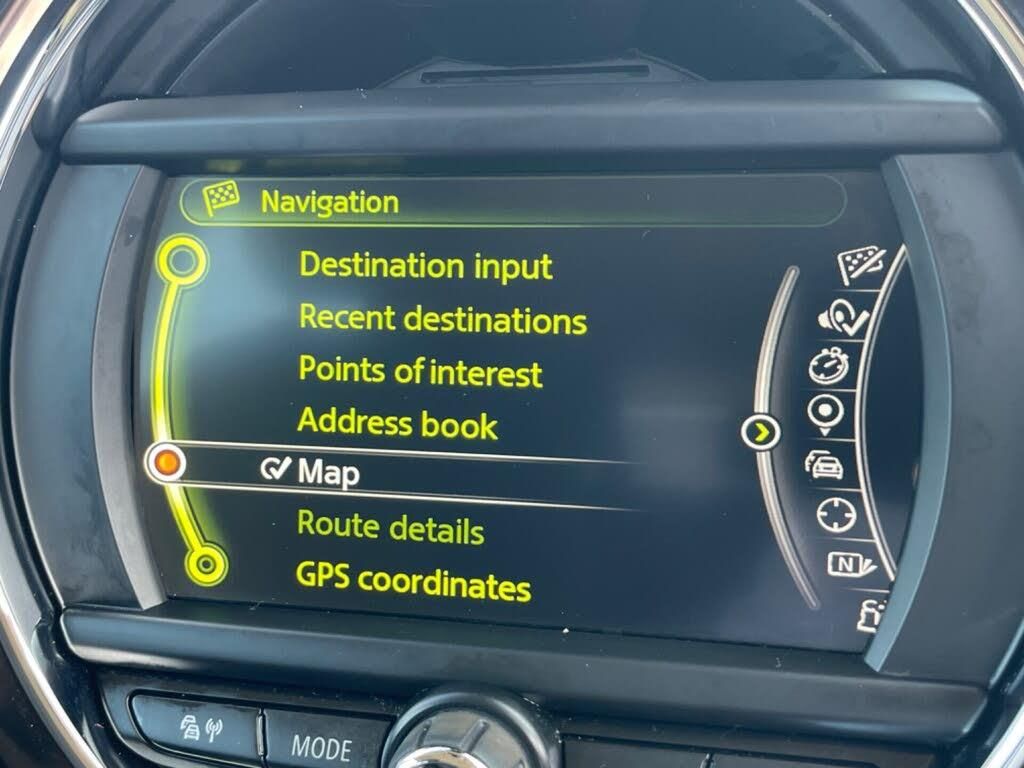 Navigation
Destination input
Recent destinations
Points of interest
Address book
Map
Route details
GPS coordinates
N
MODE